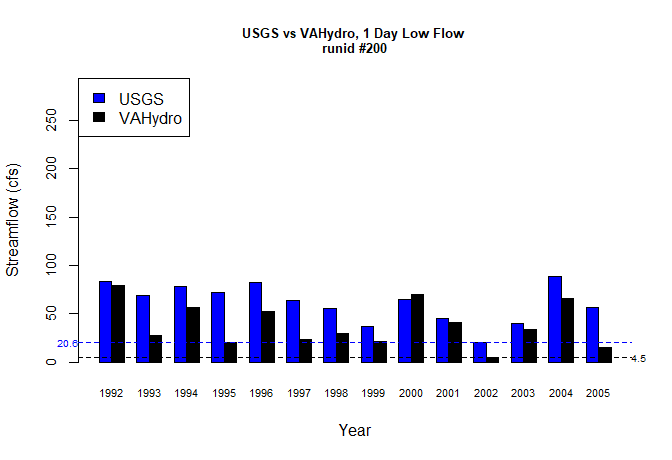 USGS vs VAHydro, 1 Day Low Flow
runid #200
USGS
VAHydro
Streamflow (cfs)
250
200
150
100
50
0
20.6
4.5
1992 1993 1994 1995 1996 1997 1998 1999 2000 2001 2002 2003 2004 2005
Year